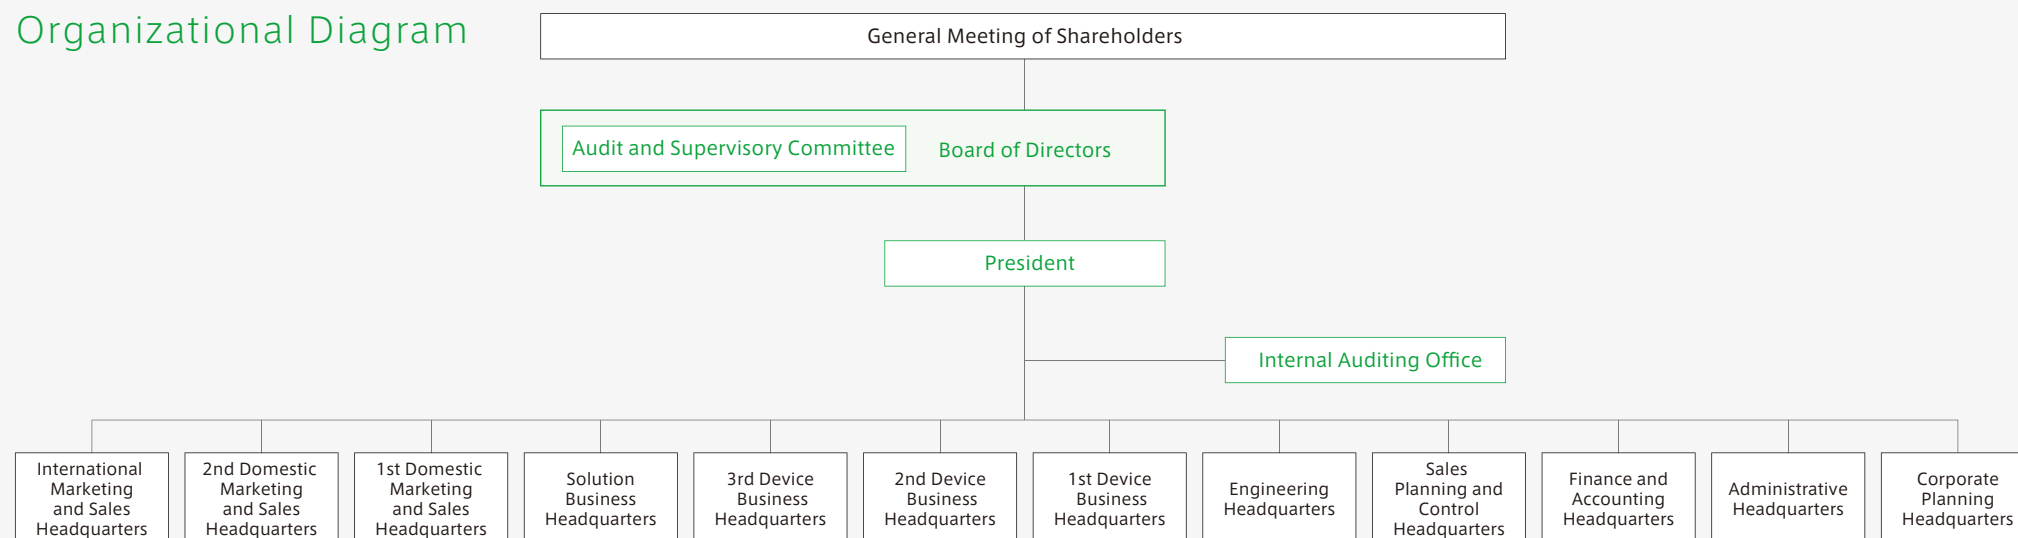 Organizational Diagram
General Meeting of Shareholders
Audit and Supervisory Committee
Board of Directors
President
Internal Auditing Office
International
Marketing
and Sales
Headquarters
2nd Domestic
Marketing
and Sales
Headquarters
1st Domestic
Marketing
and Sales
Headquarters
Solution
Business
Headquarters
3rd Device
Business
Headquarters
2nd Device
Business
Headquarters
1st Device
Business
Headquarters
Engineering
Headquarters
Sales
Planning and
Control
Headquarters
Finance and
Accounting
Headquarters
Administrative
Headquarters
Corporate
Planning
Headquarters